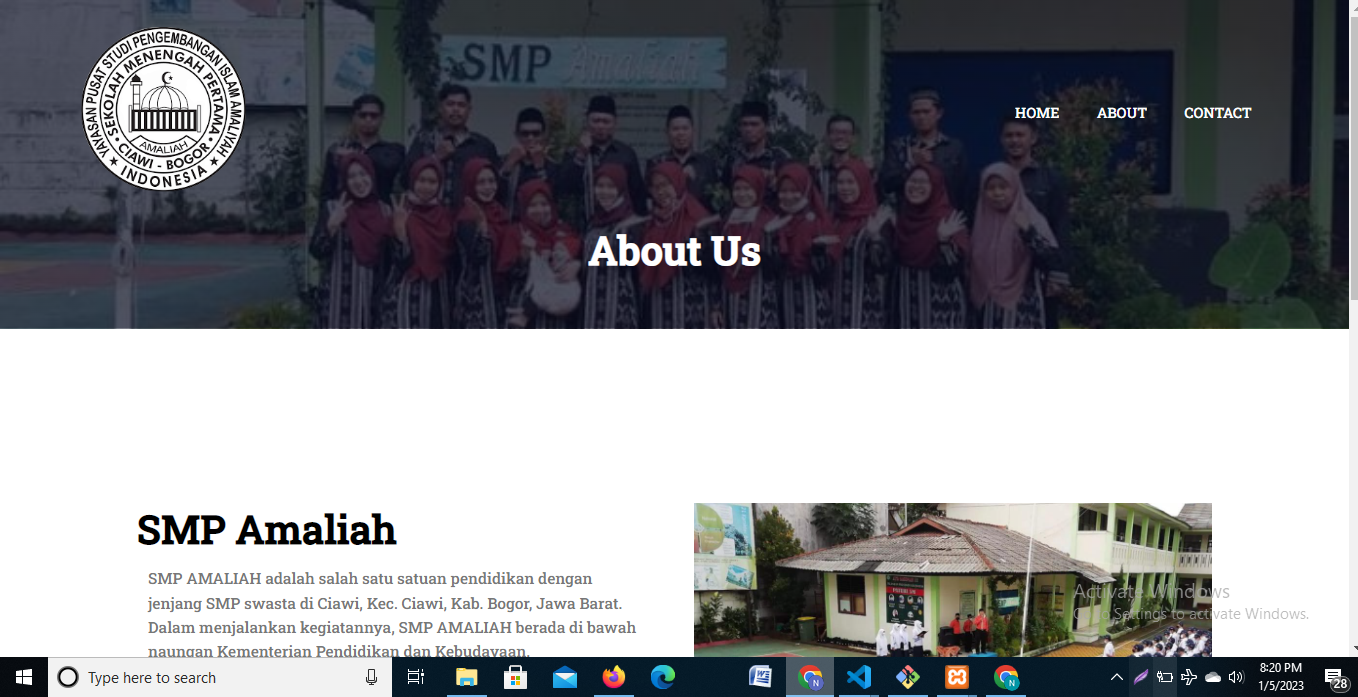 YAYASAN PUSAT STUDI PENGEMBANGAN ISLAM AMALIYAH
SEKOLAH MENENGAH PERTAMA
AMALIAH
CIAWI - BOGOR
INDONESIA
SMP Amaliah
HOME ABOUT CONTACT
About Us
SMP Amaliah
SMP AMALIAH adalah salah satu satuan pendidikan dengan
jenjang SMP swasta di Ciawi, Kec. Ciawi, Kab. Bogor, Jawa Barat.
Dalam menjalankan kegiatannya, SMP AMALIAH berada di bawah
naungan Kementerian Pendidikan dan Kebudayaan.
Activate Windows
Settings to activate Windows.
Type here to search
8:20 PM
1/5/2023
28